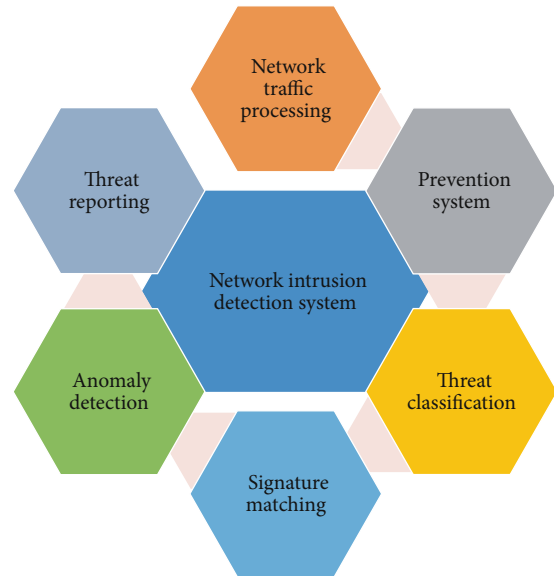 Network
traffic
processing
Threat
reporting
Prevention
system
Network intrusion
detection system
Anomaly
detection
Threat
classification
Signature
matching